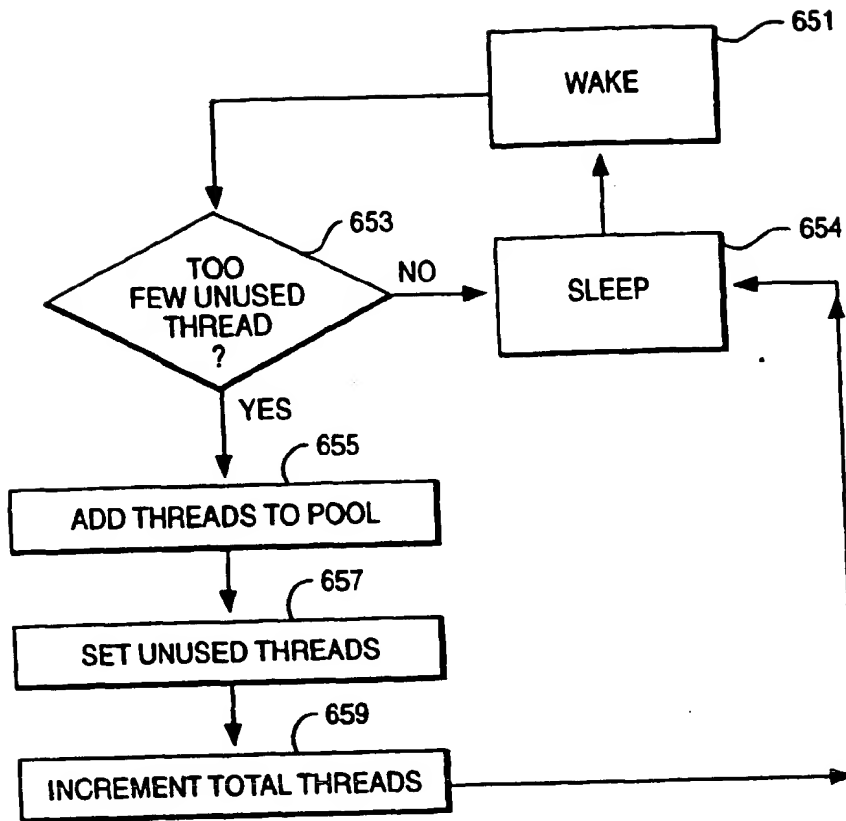 651
WAKE
653
TOO
FEW UNUSED
THREAD
?
NO
654
SLEEP
YES
655
ADD THREADS TO POOL
657
SET UNUSED THREADS
659
INCREMENT TOTAL THREADS